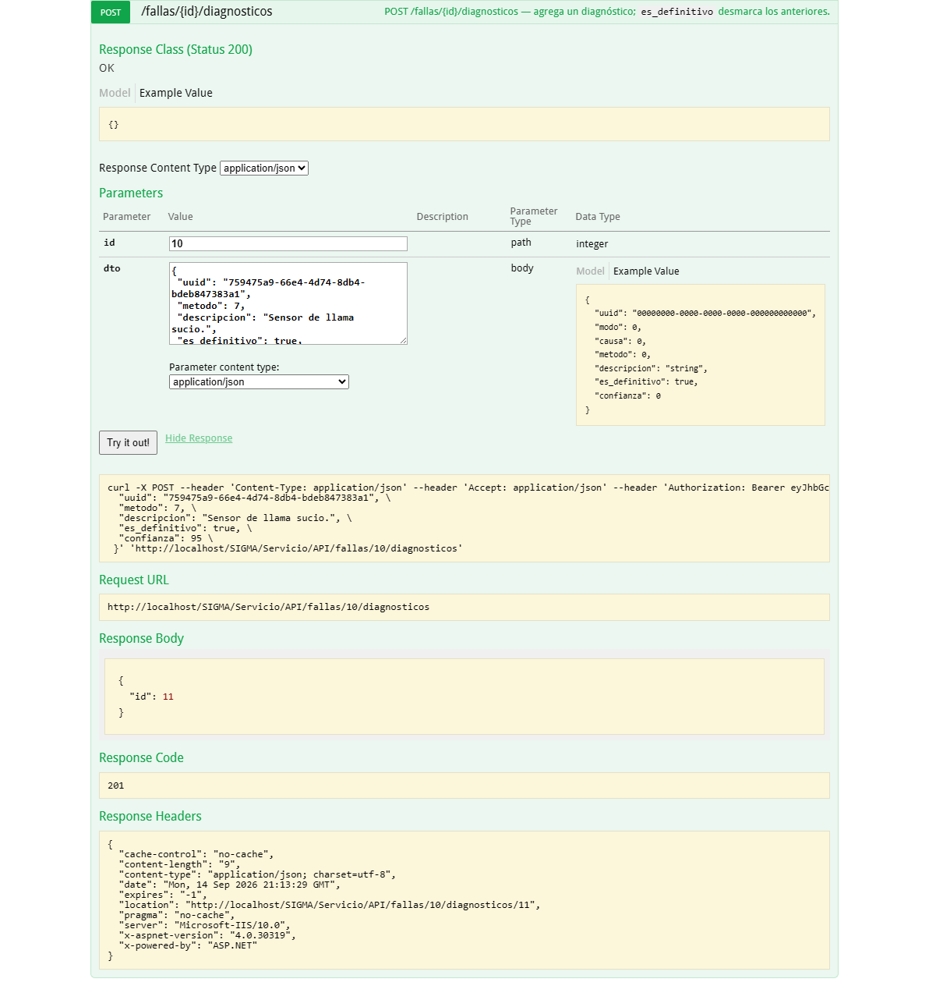 POST /fallas/{id}/diagnosticos POST /fallas/{id}/diagnosticos — agrega un diagnóstico; es_definitivo desmarca los anteriores.
Response Class (Status 200)
OK
Model Example Value
{}
Response Content Type application/json
Parameters
Parameter Value Description Parameter Type Data Type
id 10 path integer
dto
{
"uuid": "759475a9-66e4-4d74-8db4-
bdeb847383a1",
"metodo": 7,
"descripcion": "Sensor de llama
sucio.",
"es_definitivo": true,
Parameter content type:
application/json
body
Model Example Value
{
"uuid": "00000000-0000-0000-0000-000000000000",
"modo": 0,
"causa": 0,
"metodo": 0,
"descripcion": "string",
"es_definitivo": true,
"confianza": 0
}
Try it out! Hide Response
curl -X POST --header 'Content-Type: application/json' --header 'Accept: application/json' --header 'Authorization: Bearer eyJhbGc
"uuid": "759475a9-66e4-4d74-8db4-bdeb847383a1", \
"metodo": 7, \
"descripcion": "Sensor de llama sucio.", \
"es_definitivo": true, \
"confianza": 95 \
}' 'http://localhost/SIGMA/Servicio/API/fallas/10/diagnosticos'
Request URL
http://localhost/SIGMA/Servicio/API/fallas/10/diagnosticos
Response Body
{
"id": 11
}
Response Code
201
Response Headers
{
"cache-control": "no-cache",
"content-length": "9",
"content-type": "application/json; charset=utf-8",
"date": "Mon, 14 Sep 2026 21:13:29 GMT",
"expires": "-1",
"location": "http://localhost/SIGMA/Servicio/API/fallas/10/diagnosticos/11",
"pragma": "no-cache",
"server": "Microsoft-IIS/10.0",
"x-aspnet-version": "4.0.30319",
"x-powered-by": "ASP.NET"
}